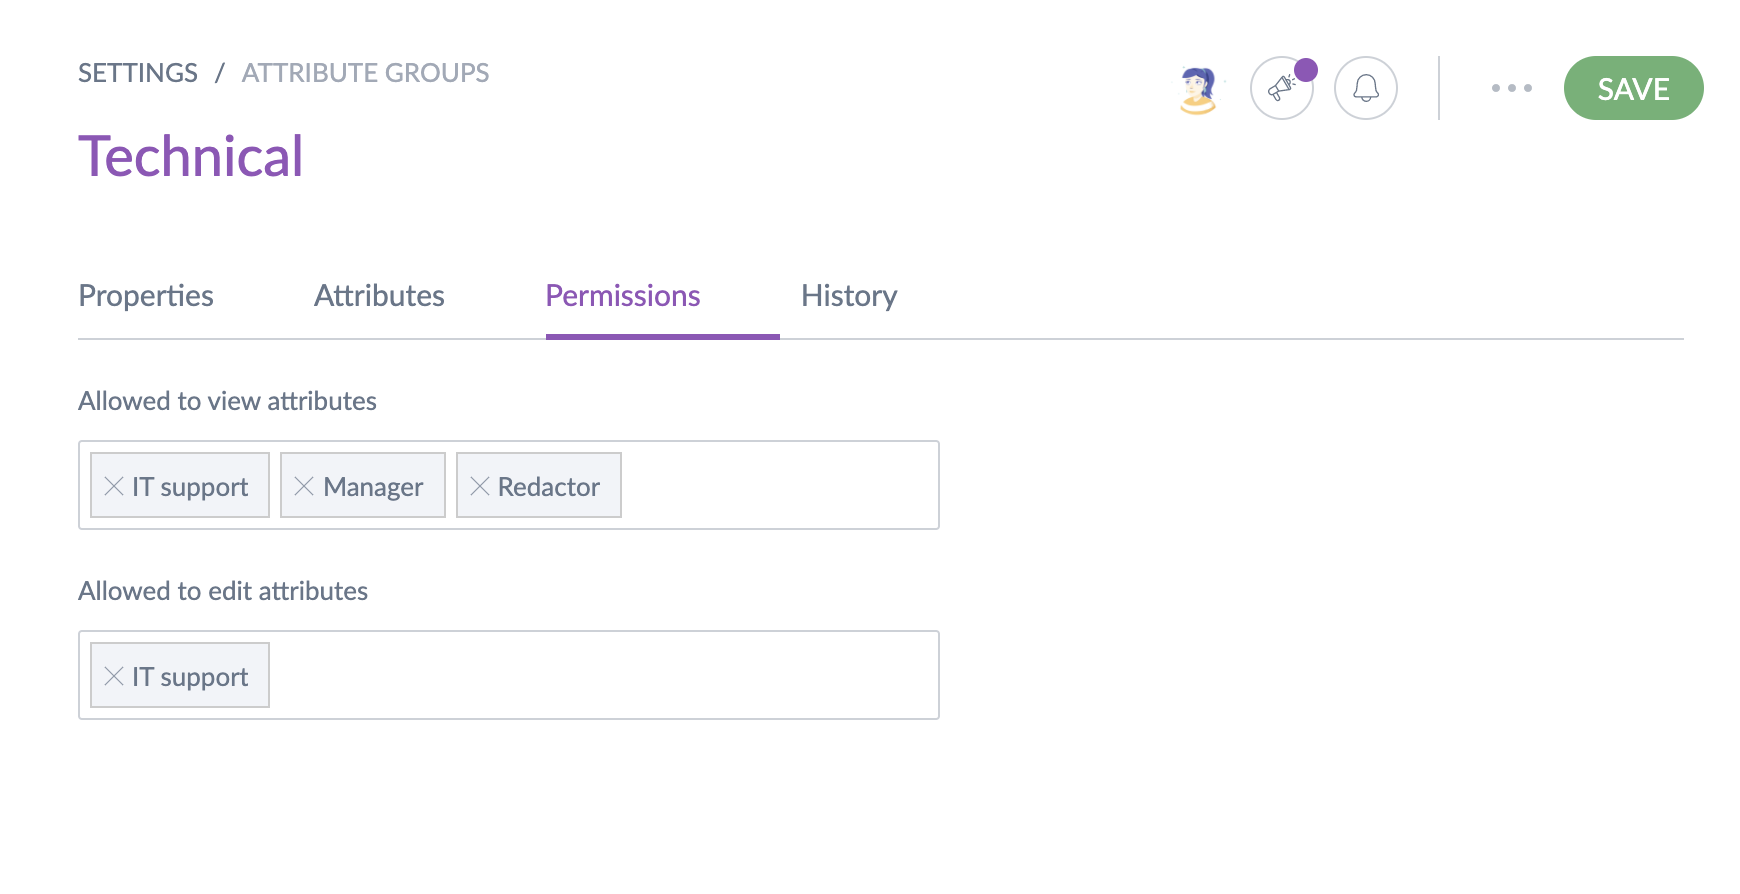 SETTINGS / ATTRIBUTE GROUPS
SAVE
Technical
Properties Attributes Permissions History
Allowed to view attributes
IT support Manager Redactor
Allowed to edit attributes
IT support